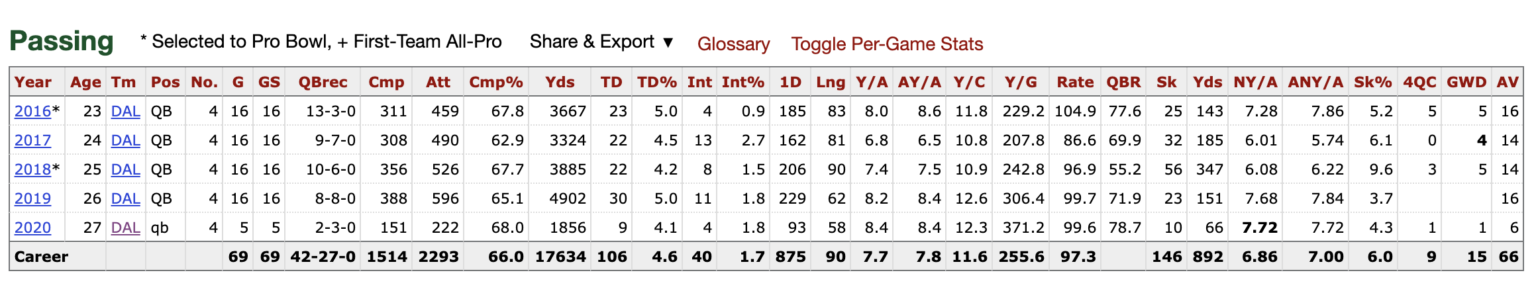 Passing * Selected to Pro Bowl, + First-Team All-Pro Share & Export ▼ Glossary Toggle Per-Game Stats
Year Age Tm Pos No. G GS QBrec Cmp Att Cmp% Yds TD TD% Int Int% 1D Lng Y/A AY/A Y/C Y/G Rate QBR Sk Yds NY/A ANY/A Sk% 4QC GWD AV
2016* 23 DAL QB 4 16 16 13-3-0 311 459 67.8 3667 23 5.0 4 0.9 185 83 8.0 8.6 11.8 229.2 104.9 77.6 25 143 7.28 7.86 5.2 5 5 16
2017 24 DAL QB 4 16 16 9-7-0 308 490 62.9 3324 22 4.5 13 2.7 162 81 6.8 6.5 10.8 207.8 86.6 69.9 32 185 6.01 5.74 6.1 0 4 14
2018* 25 DAL QB 4 16 16 10-6-0 356 526 67.7 3885 22 4.2 8 1.5 206 90 7.4 7.5 10.9 242.8 96.9 55.2 56 347 6.08 6.22 9.6 3 5 14
2019 26 DAL QB 4 16 16 8-8-0 388 596 65.1 4902 30 5.0 11 1.8 229 62 8.2 8.4 12.6 306.4 99.7 71.9 23 151 7.68 7.84 3.7 16
2020 27 DAL qb 4 5 5 2-3-0 151 222 68.0 1856 9 4.1 4 1.8 93 58 8.4 8.4 12.3 371.2 99.6 78.7 10 66 7.72 7.72 4.3 1 1 6
Career 69 69 42-27-0 1514 2293 66.0 17634 106 4.6 40 1.7 875 90 7.7 7.8 11.6 255.6 97.3 146 892 6.86 7.00 6.0 9 15 66